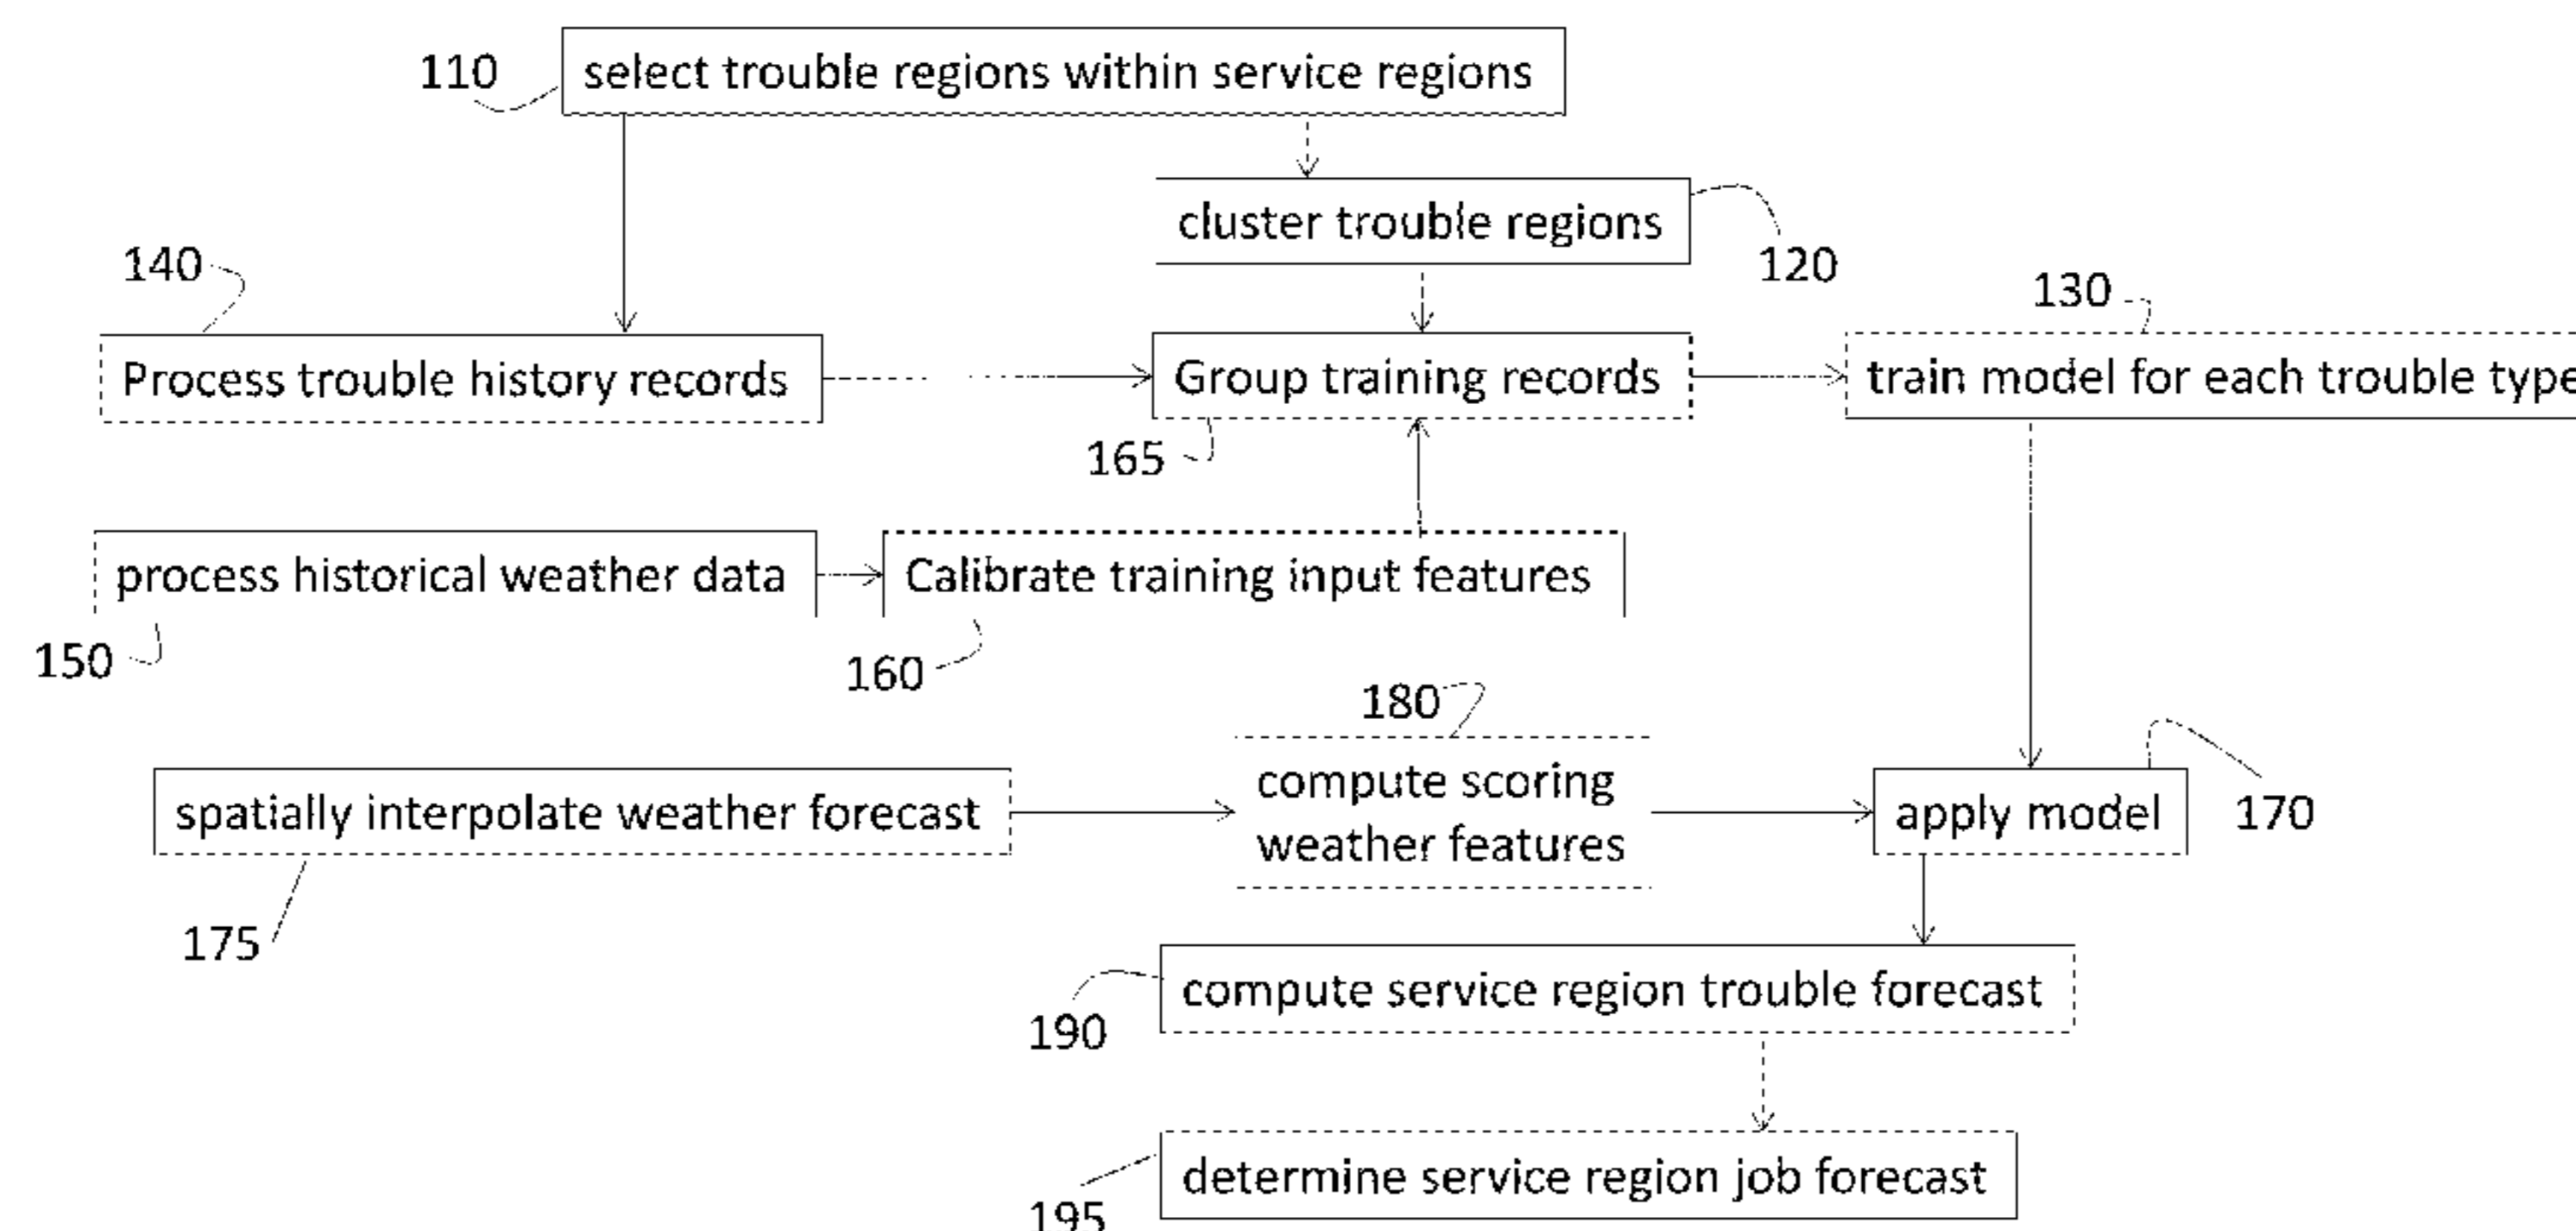 110
select trouble regions within service regions
cluster trouble regions
120
140
130
Process trouble history records
Group training records
train model for each trouble type
165
process historical weather data
Calibrate training input features
150
160
180
spatially interpolate weather forecast
compute scoring
weather features
apply model
170
175
compute service region trouble forecast
190
determine service region job forecast
195